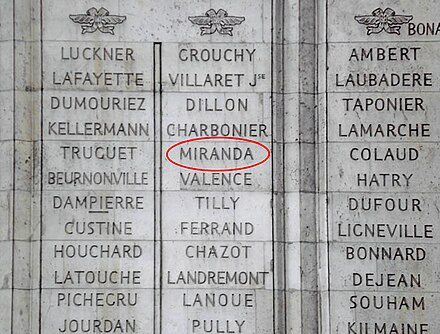 BONA
LUCKNER GROUCHY AMBERT
LAFAYETTE VILLARET Jˢᴱ LAUBADERE
DUMOURIEZ DILLON TAPONIER
KELLERMANN CHARBONIER LAMARCHE
TRUGUET MIRANDA COLAUD
BEURNONVILLE VALENCE HATRY
DAMPIERRE TILLY DUFOUR
CUSTINE FERRAND LIGNEVILLE
HOUCHARD CHAZOT BONNARD
LATOUCHE LANDREMONT DEJEAN
PICHEGRU LANOUE SOUHAM
JOURDAN PULLY KILMAINE